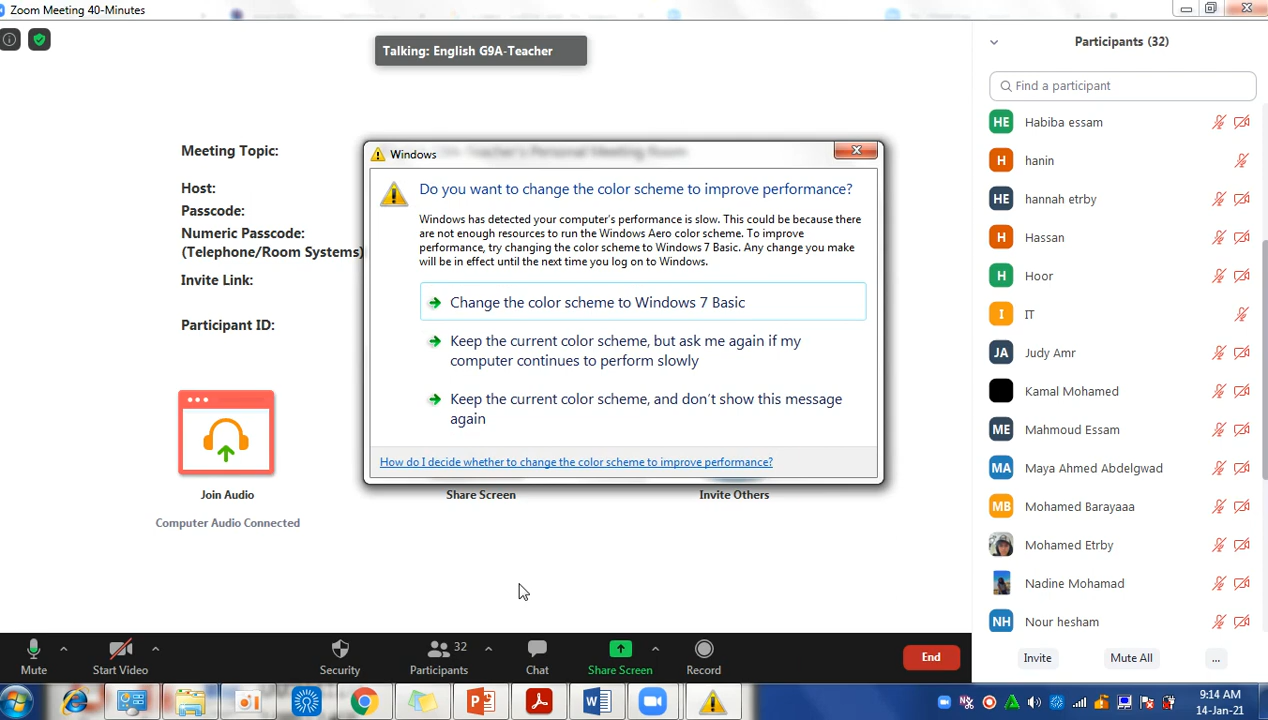 Zoom Meeting 40-Minutes
Talking: English G9A-Teacher
Meeting Topic:
Host:
Passcode:
Numeric Passcode:
(Telephone/Room Systems)
Invite Link:
Participant ID:
Windows
Do you want to change the color scheme to improve performance?
Windows has detected your computer's performance is slow. This could be because there
are not enough resources to run the Windows Aero color scheme. To improve
performance, try changing the color scheme to Windows 7 Basic. Any change you make
will be in effect until the next time you log on to Windows.
Change the color scheme to Windows 7 Basic
Keep the current color scheme, but ask me again if my
computer continues to perform slowly
Keep the current color scheme, and don't show this message
again
How do I decide whether to change the color scheme to improve performance?
Join Audio
Computer Audio Connected
Share Screen
Invite Others
Participants (32)
Find a participant
HE Habiba essam
H hanin
HE hannah etrby
H Hassan
H Hoor
I IT
JA Judy Amr
Kamal Mohamed
ME Mahmoud Essam
MA Maya Ahmed Abdelgwad
MB Mohamed Barayaaa
Mohamed Etrby
Nadine Mohamad
NH Nour hesham
Invite
Mute All
...
Mute
Start Video
Security
32
Participants
Chat
Share Screen
Record
End
9:14 AM
14-Jan-21